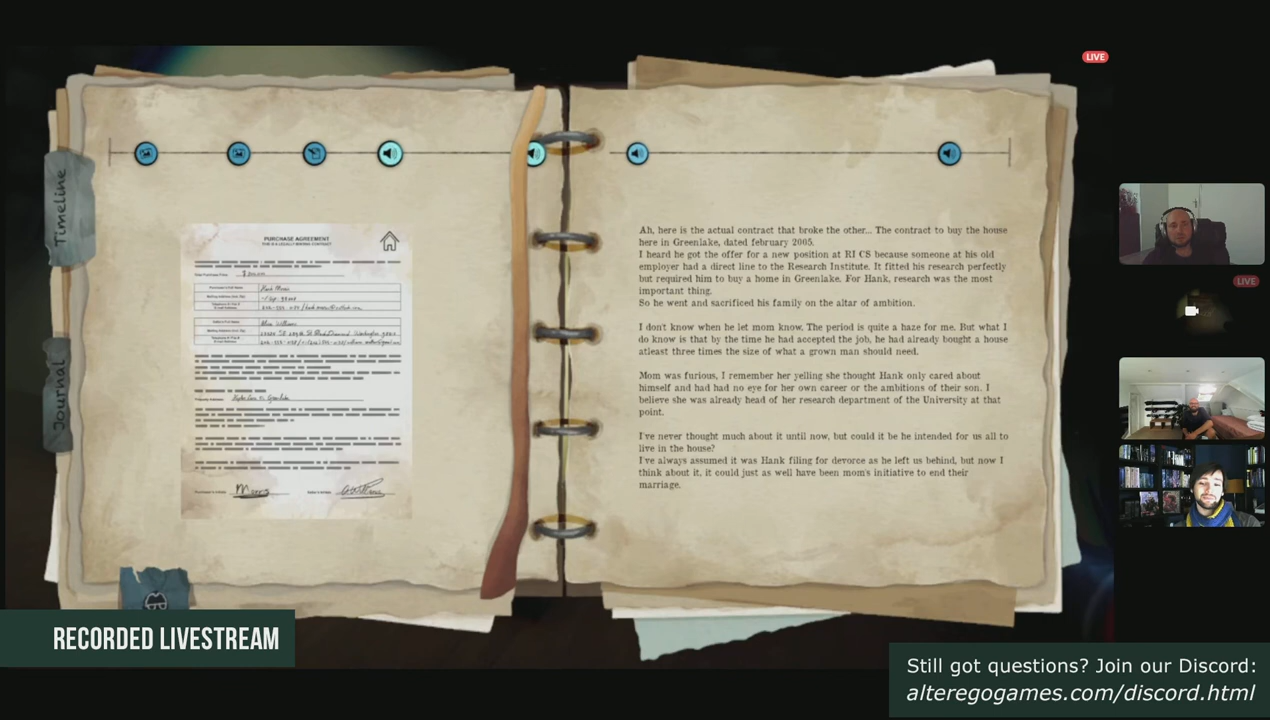 LIVE
LIVE
Timeline
Journal
PURCHASE AGREEMENT
THIS IS A LEGALLY BINDING CONTRACT
Ah, here is the actual contract that broke the other... The contract to buy the house
here in Greenlake, dated february 2005.
I heard he got the offer for a new position at RI CS because someone at his old
employer had a direct line to the Research Institute. It fitted his research perfectly
but required him to buy a home in Greenlake. For Hank, research was the most
important thing.
So he went and sacrificed his family on the altar of ambition.
I don't know when he let mom know. The period is quite a haze for me. But what I
do know is that by the time he had accepted the job, he had already bought a house
atleast three times the size of what a grown man should need.
Mom was furious, I remember her yelling she thought Hank only cared about
himself and had had no eye for her own career or the ambitions of their son. I
believe she was already head of her research department of the University at that
point.
I've never thought much about it until now, but could it be he intended for us all to
live in the house?
I've always assumed it was Hank filing for devorce as he left us behind, but now I
think about it, it could just as well have been mom's initiative to end their
marriage.
RECORDED LIVESTREAM
Still got questions? Join our Discord:
alteregogames.com/discord.html